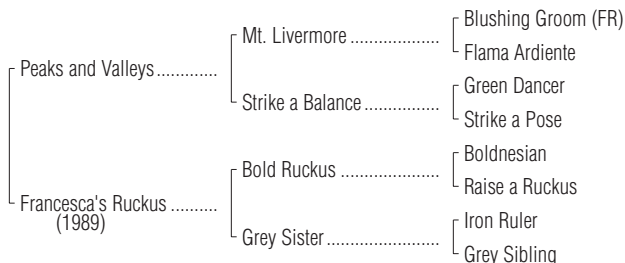 Blushing Groom (FR)
Mt. Livermore ....................
Flama Ardiente
Peaks and Valleys .............
Green Dancer
Strike a Balance .................
Strike a Pose
Boldnesian
Bold Ruckus ......................
Raise a Ruckus
Francesca's Ruckus ..........
(1989)
Iron Ruler
Grey Sister .........................
Grey Sibling